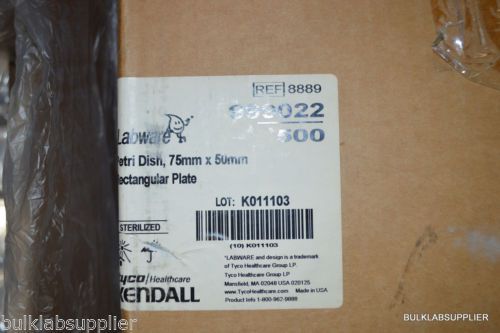 REF 8889
022
500
Labware
etri Dish, 75mm x 50mm
ectangular Plate
LOT: K011103
STERILIZED
(10) K011103
*LABWARE and design is a trademark
of Tyco Healthcare Group LP.
Tyco Healthcare Group LP
Mansfield, MA 02048 USA 020125
www.TycoHealthcare.com Made in USA
Product Info 1-800-962-9888
tyco / Healthcare
KENDALL
bulklabsupplier
BULKLABSUPPLIER